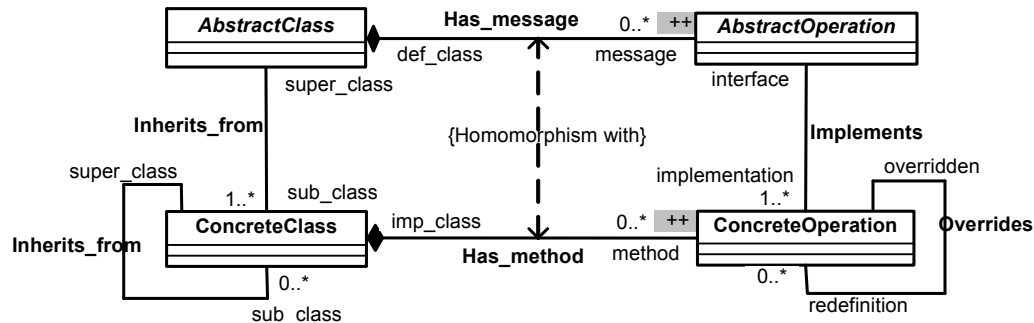 AbstractClass
Has_message
0..*
++
AbstractOperation
def_class
message
super_class
interface
Inherits_from
{Homomorphism with}
Implements
super_class
sub_class
implementation
overridden
1..*
1..*
ConcreteClass
imp_class
0..*
++
ConcreteOperation
Inherits_from
Has_method
method
Overrides
0..*
0..*
sub_class
redefinition